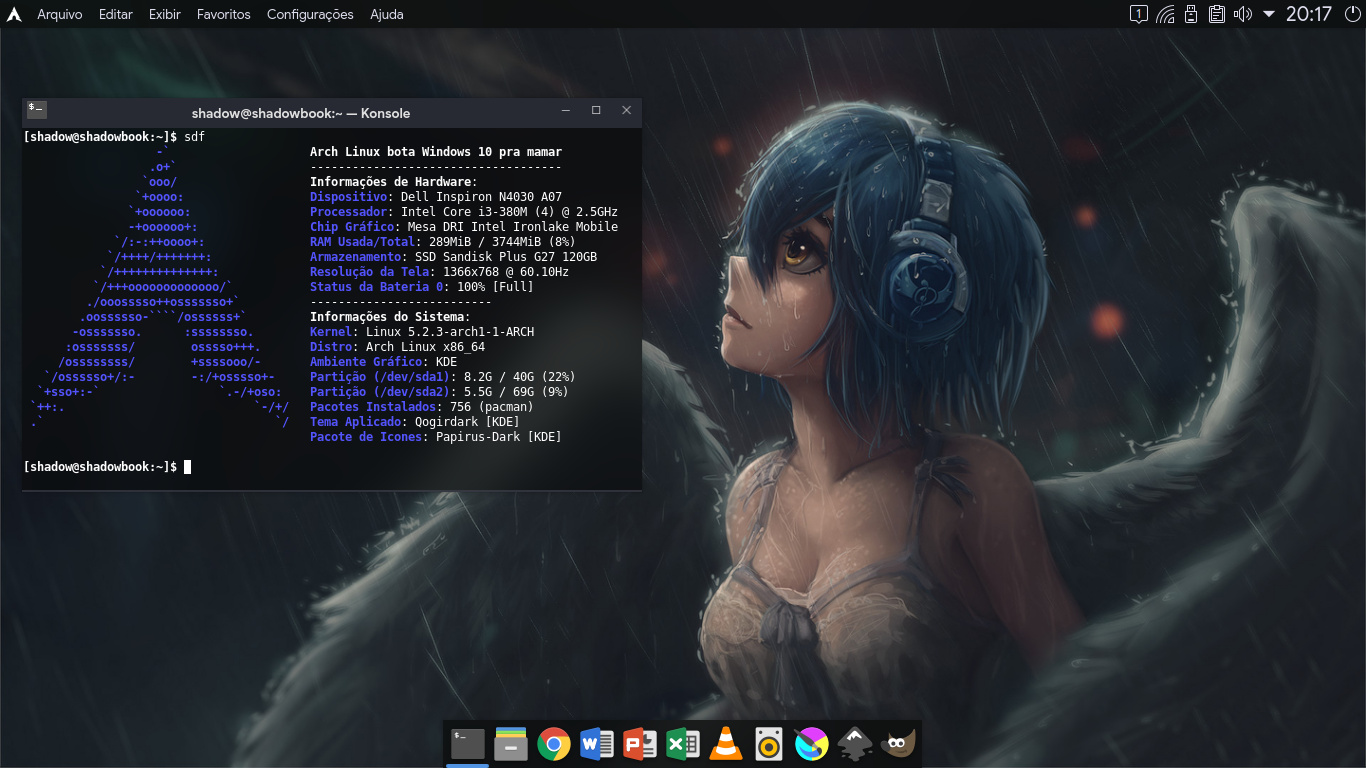 Arquivo Editar Exibir Favoritos Configurações Ajuda 1 20:17
shadow@shadowbook:~ — Konsole
[shadow@shadowbook:~]$ sdf
Arch Linux bota Windows 10 pra mamar
------------------------------------
Informações de Hardware:
Dispositivo: Dell Inspiron N4030 A07
Processador: Intel Core i3-380M (4) @ 2.5GHz
Chip Gráfico: Mesa DRI Intel Ironlake Mobile
RAM Usada/Total: 289MiB / 3744MiB (8%)
Armazenamento: SSD Sandisk Plus G27 120GB
Resolução da Tela: 1366x768 @ 60.10Hz
Status da Bateria 0: 100% [Full]
--------------------------
Informações do Sistema:
Kernel: Linux 5.2.3-arch1-1-ARCH
Distro: Arch Linux x86_64
Ambiente Gráfico: KDE
Partição (/dev/sda1): 8.2G / 40G (22%)
Partição (/dev/sda2): 5.5G / 69G (9%)
Pacotes Instalados: 756 (pacman)
Tema Aplicado: Qogirdark [KDE]
Pacote de Icones: Papirus-Dark [KDE]
[shadow@shadowbook:~]$